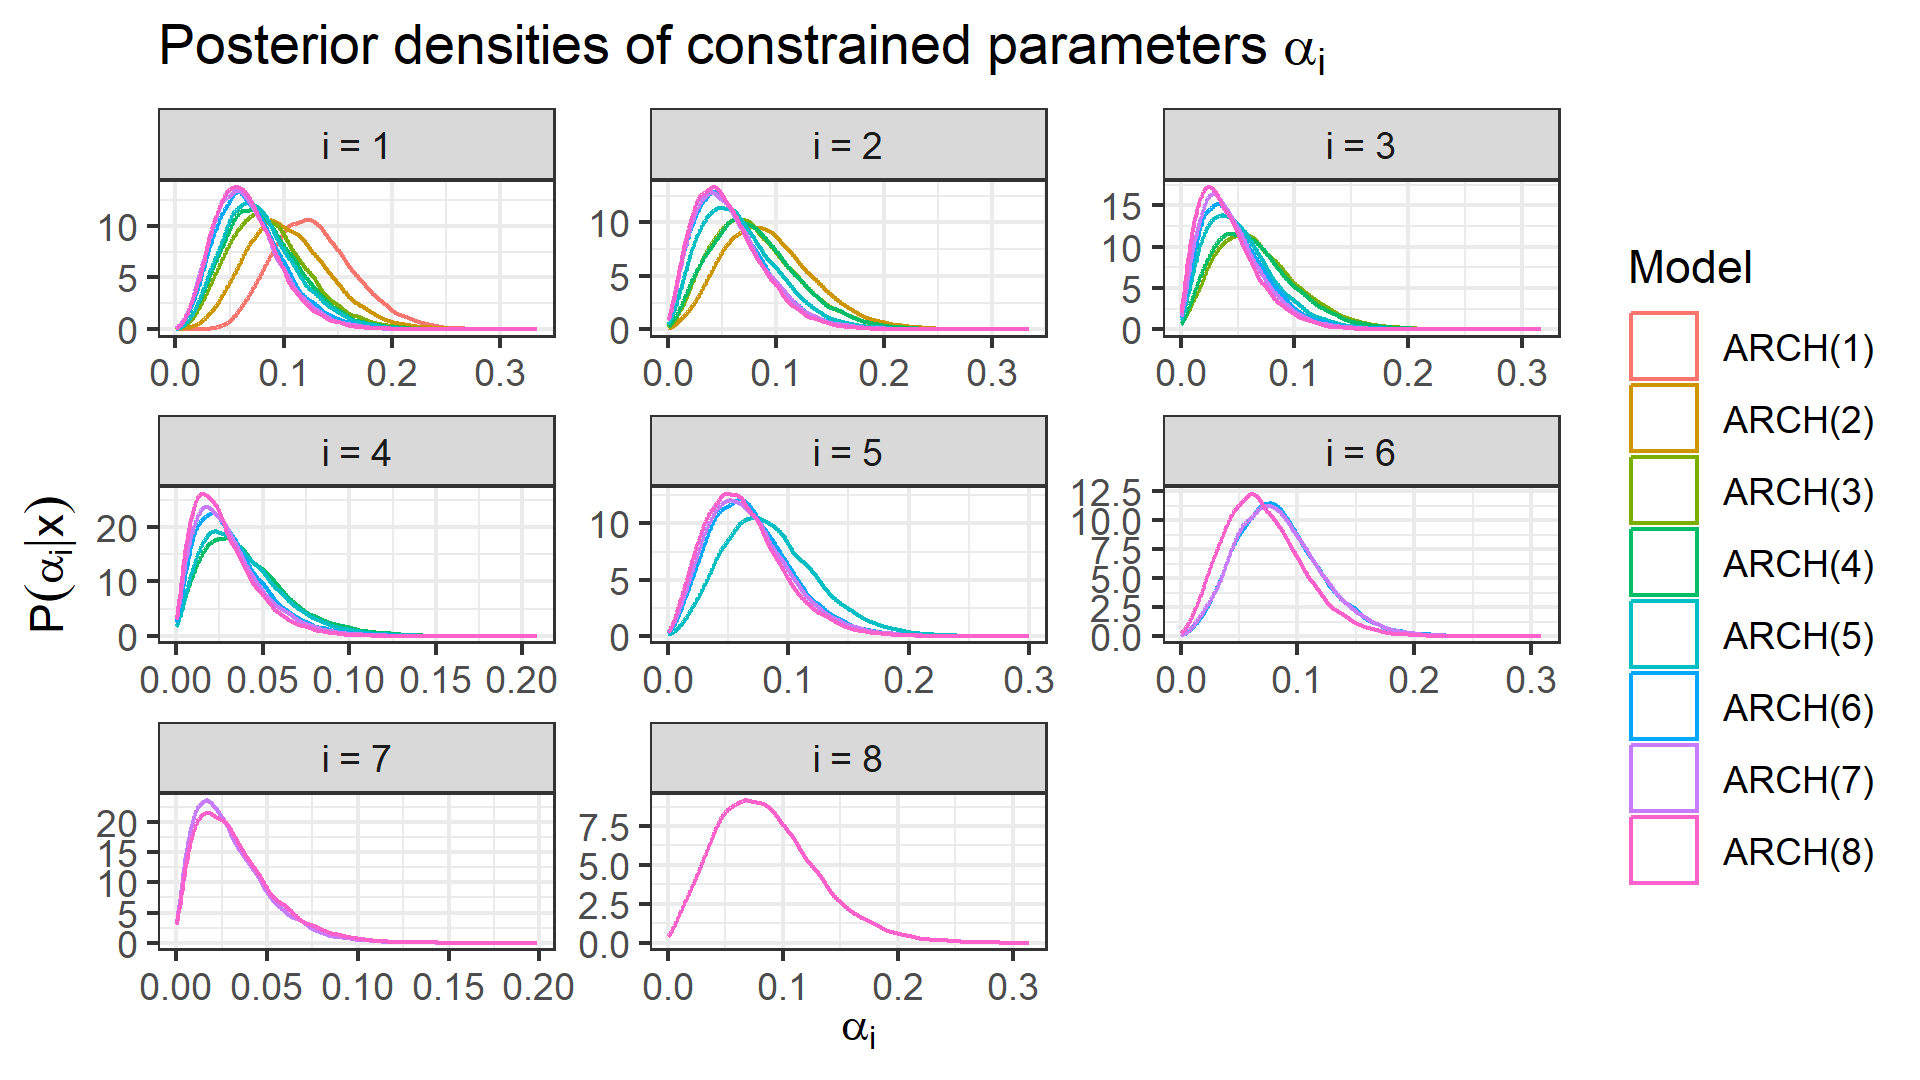 Posterior densities of constrained parameters αᵢ
i = 1
i = 2
i = 3
10
5
0
0.0 0.1 0.2 0.3
10
5
0
0.0 0.1 0.2 0.3
15
10
5
0
0.0 0.1 0.2 0.3
i = 4
i = 5
i = 6
20
10
0
0.00 0.05 0.10 0.15 0.20
10
5
0
0.0 0.1 0.2 0.3
12.5
10.0
7.5
5.0
2.5
0.0
0.0 0.1 0.2 0.3
i = 7
i = 8
20
15
10
5
0
0.00 0.05 0.10 0.15 0.20
7.5
5.0
2.5
0.0
0.0 0.1 0.2 0.3
P(αᵢ|x)
αᵢ
Model
ARCH(1)
ARCH(2)
ARCH(3)
ARCH(4)
ARCH(5)
ARCH(6)
ARCH(7)
ARCH(8)